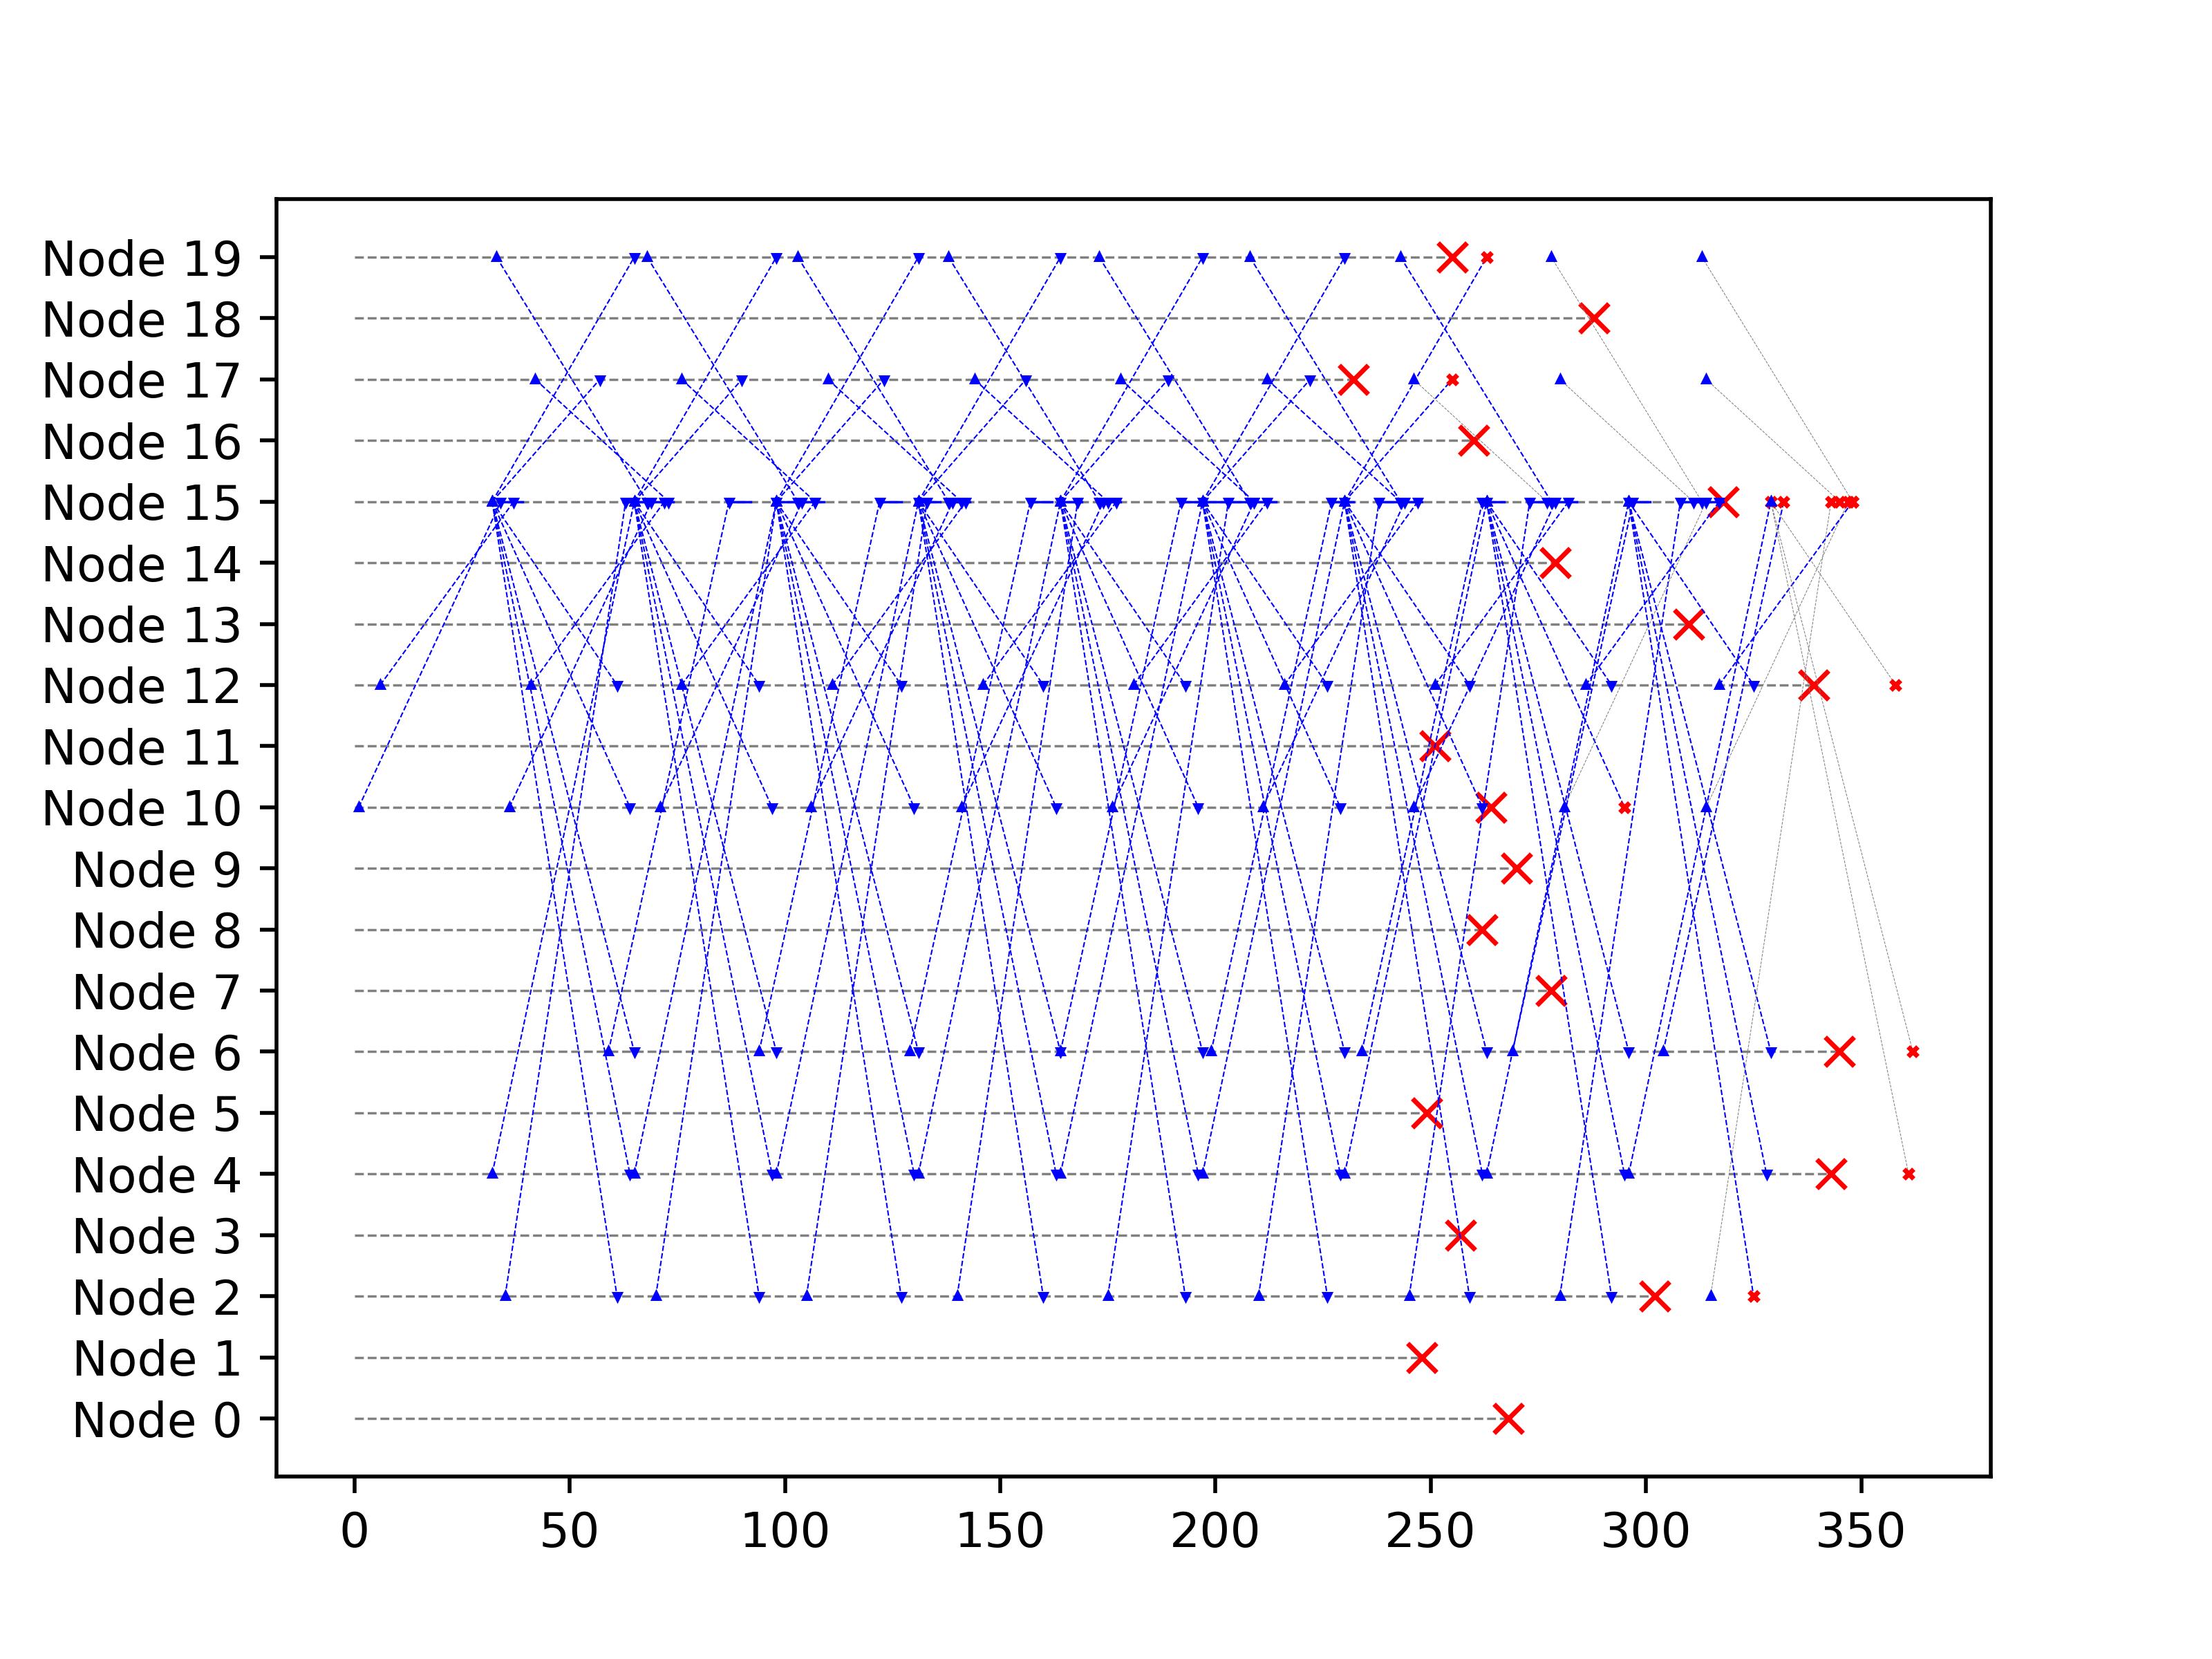 Node 19
Node 18
Node 17
Node 16
Node 15
Node 14
Node 13
Node 12
Node 11
Node 10
Node 9
Node 8
Node 7
Node 6
Node 5
Node 4
Node 3
Node 2
Node 1
Node 0
0 50 100 150 200 250 300 350